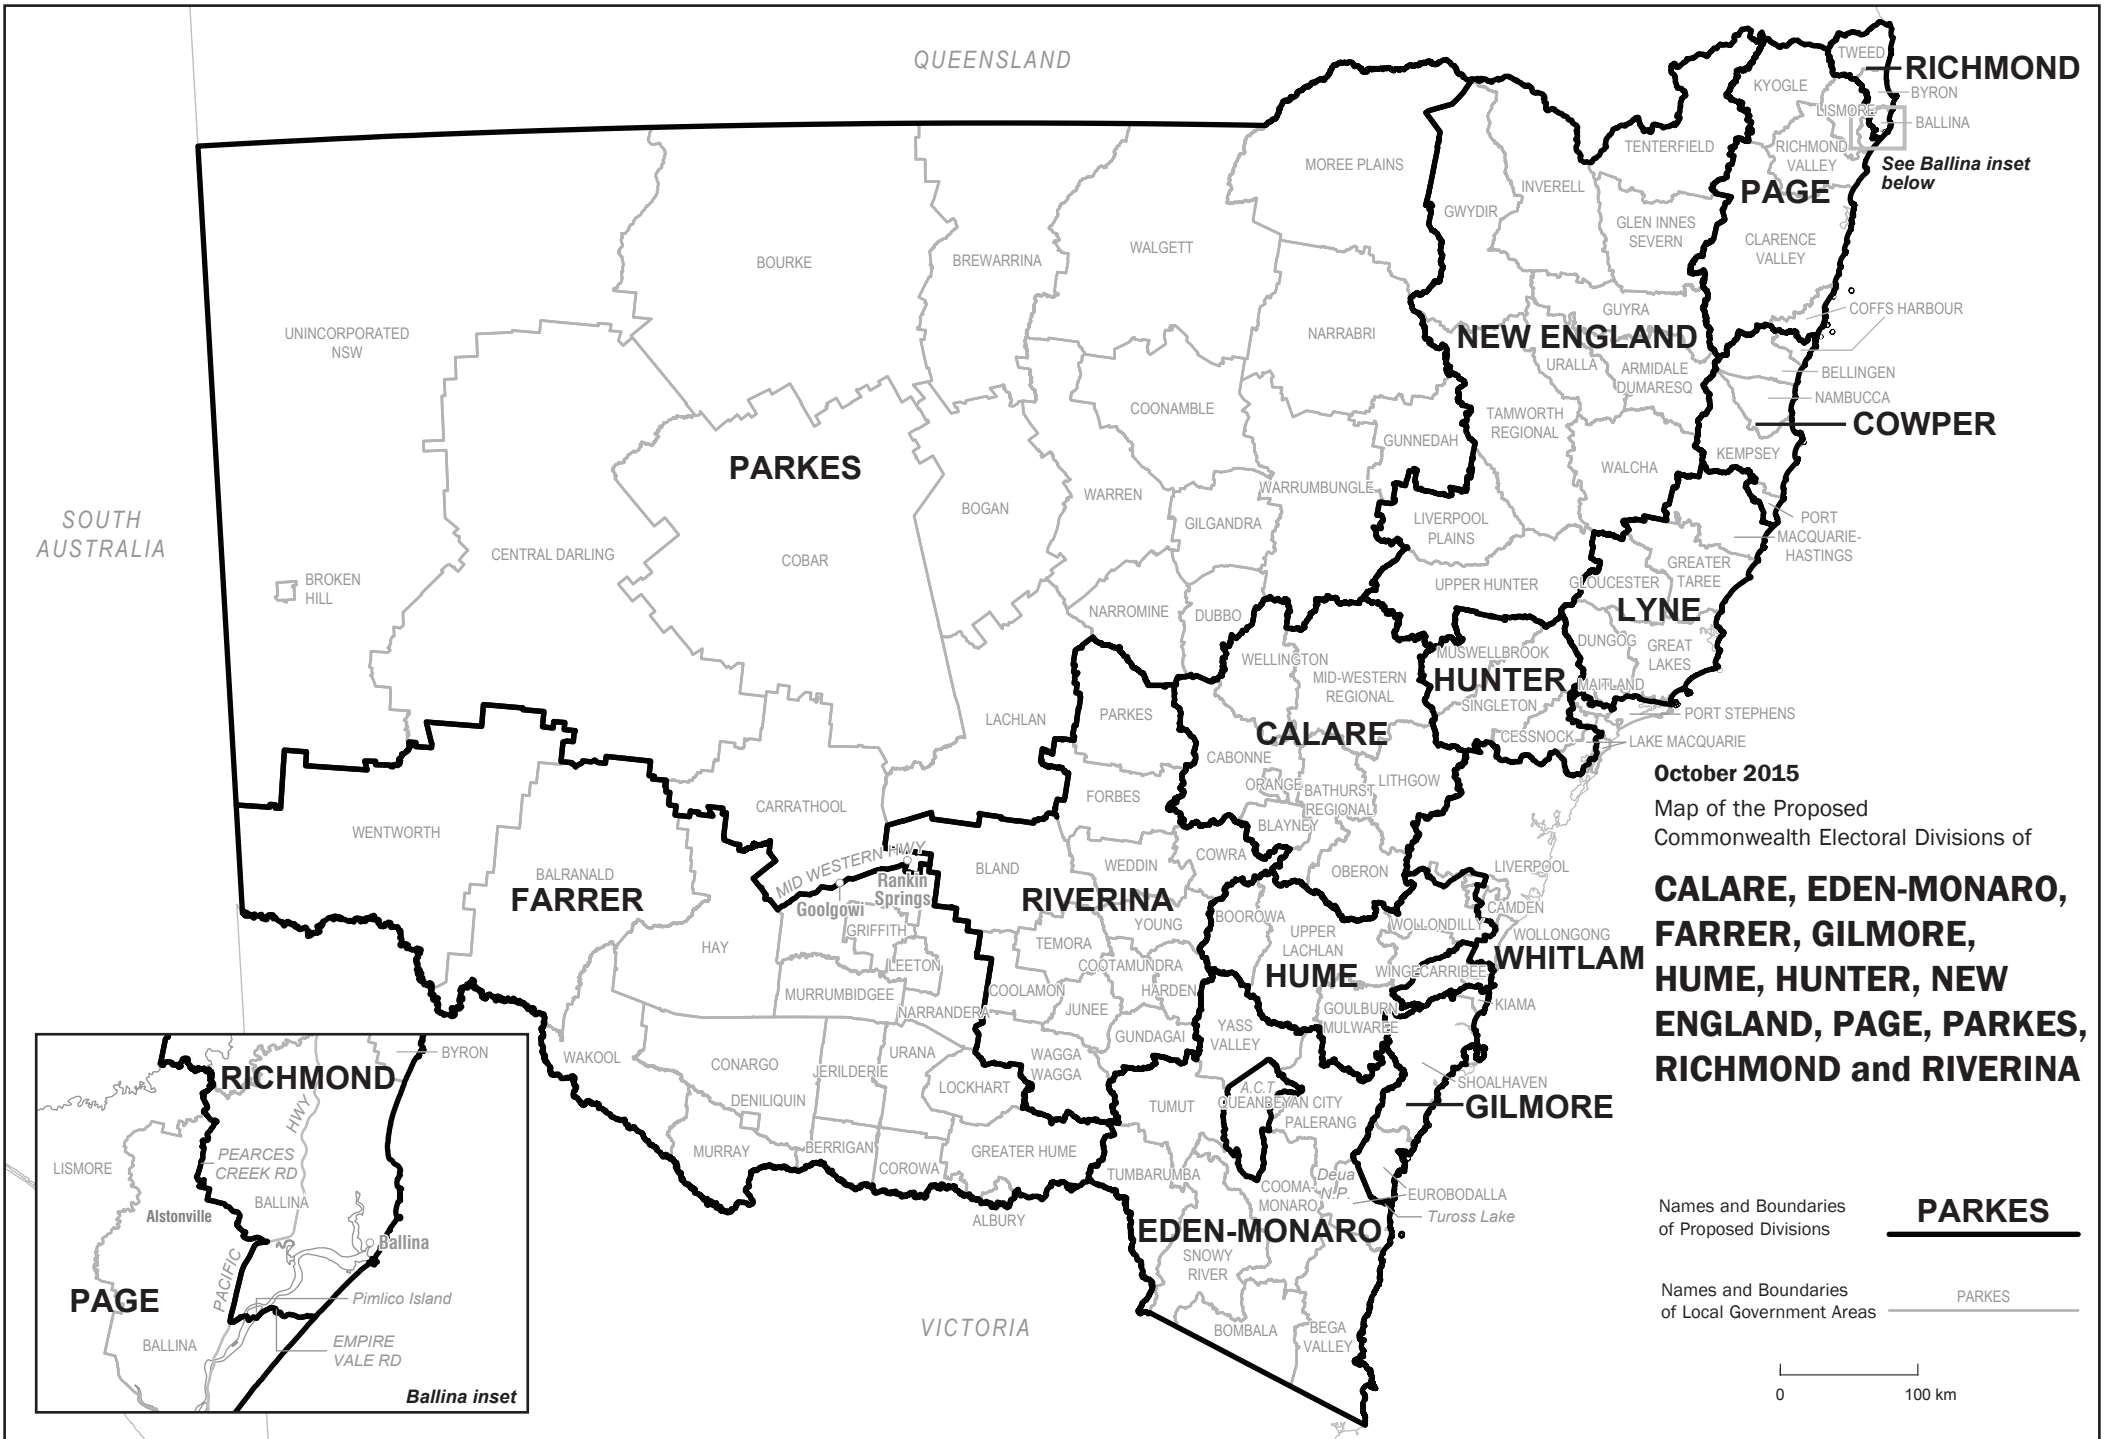 QUEENSLAND
TWEED
RICHMOND
KYOGLE
BYRON
LISMORE
BALLINA
MOREE PLAINS
TENTERFIELD
RICHMOND
VALLEY
See Ballina inset
below
INVERELL
PAGE
GWYDIR
GLEN INNES
SEVERN
CLARENCE
VALLEY
WALGETT
BOURKE
BREWARRINA
COFFS HARBOUR
GUYRA
UNINCORPORATED
NSW
NARRABRI
NEW ENGLAND
URALLA
ARMIDALE
DUMARESQ
BELLINGEN
NAMBUCCA
COONAMBLE
TAMWORTH
REGIONAL
COWPER
GUNNEDAH
KEMPSEY
PARKES
WALCHA
WARRUMBUNGLE
WARREN
BOGAN
GILGANDRA
LIVERPOOL
PLAINS
PORT
MACQUARIE-
HASTINGS
SOUTH
AUSTRALIA
CENTRAL DARLING
COBAR
GREATER
TAREE
BROKEN
HILL
UPPER HUNTER
GLOUCESTER
LYNE
NARROMINE
DUBBO
DUNGOG
GREAT
LAKES
WELLINGTON
MUSWELLBROOK
MID-WESTERN
REGIONAL
HUNTER
MAITLAND
SINGLETON
LACHLAN
PARKES
PORT STEPHENS
CALARE
CESSNOCK
LAKE MACQUARIE
CABONNE
October 2015
ORANGE
BATHURST
REGIONAL
LITHGOW
FORBES
CARRATHOOL
Map of the Proposed
Commonwealth Electoral Divisions of
WENTWORTH
BLAYNEY
MID WESTERN HWY
COWRA
BLAND
WEDDIN
LIVERPOOL
OBERON
BALRANALD
FARRER
Rankin
Springs
Goolgowi
RIVERINA
CALARE, EDEN-MONARO,
FARRER, GILMORE,
HUME, HUNTER, NEW
ENGLAND, PAGE, PARKES,
RICHMOND and RIVERINA
CAMDEN
BOOROWA
YOUNG
WOLLONDILLY
UPPER
LACHLAN
GRIFFITH
WOLLONGONG
HAY
TEMORA
WHITLAM
LEETON
COOTAMUNDRA
HUME
WINGECARRIBEE
MURRUMBIDGEE
COOLAMON
HARDEN
JUNEE
NARRANDERA
GOULBURN
MULWAREE
KIAMA
YASS
VALLEY
GUNDAGAI
WAKOOL
CONARGO
JERILDERIE
URANA
WAGGA
WAGGA
LOCKHART
A.C.T
SHOALHAVEN
QUEANBEYAN CITY
DENILIQUIN
TUMUT
GILMORE
PALERANG
MURRAY
BERRIGAN
COROWA
GREATER HUME
TUMBARUMBA
Deua
N.P.
COOMA-
MONARO
EUROBODALLA
Tuross Lake
ALBURY
EDEN-MONARO
SNOWY
RIVER
VICTORIA
BOMBALA
BEGA
VALLEY
Names and Boundaries
of Proposed Divisions
PARKES
Names and Boundaries
of Local Government Areas
PARKES
0
100 km
BYRON
RICHMOND
HWY
PEARCES
CREEK RD
LISMORE
BALLINA
Alstonville
Ballina
PACIFIC
PAGE
Pimlico Island
BALLINA
EMPIRE
VALE RD
Ballina inset